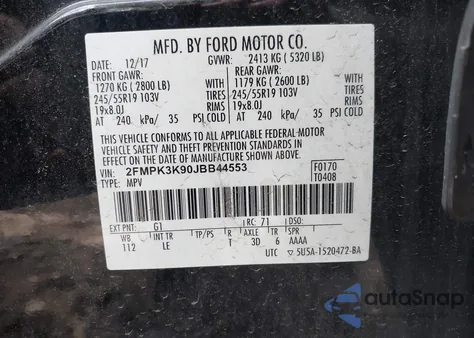 MFD. BY FORD MOTOR CO.
DATE: 12/17 GVWR: 2413 KG ( 5320 LB)
FRONT GAWR: REAR GAWR:
1270 KG ( 2800 LB) WITH 1179 KG ( 2600 LB) WITH
245/55R19 103V TIRES 245/55R19 103V TIRES
19x8.0J RIMS 19x8.0J RIMS
AT 240 kPa/ 35 PSI COLD AT 240 kPa/ 35 PSI COLD
THIS VEHICLE CONFORMS TO ALL APPLICABLE FEDERAL MOTOR
VEHICLE SAFETY AND THEFT PREVENTION STANDARDS IN EFFECT ON THE
DATE OF MANUFACTURE SHOWN ABOVE.
VIN: 2FMPK3K90JBB44553 F0170
TYPE: MPV T0408
EXT PNT: G1 RC: 71 DSO:
WB INT TR TP/PS R AXLE TR SPR
112 LE T 3D 6 AAAA
UTC 5U5A-1520472-BA
autoSnap